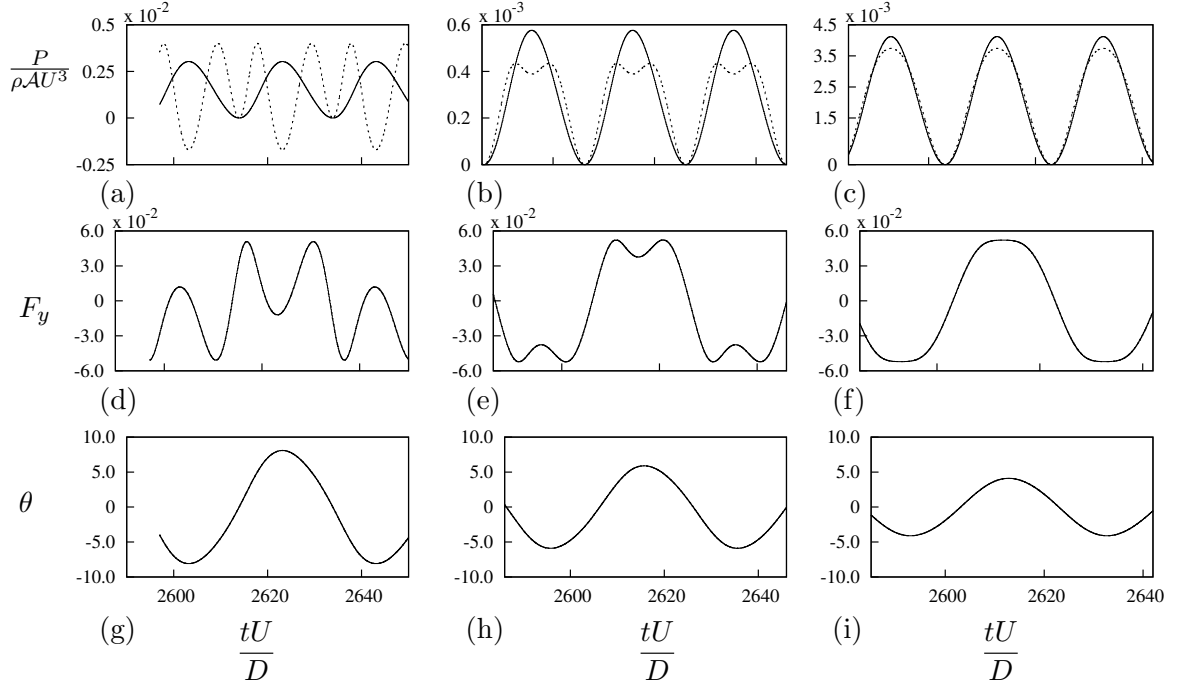 x 10⁻² x 10⁻³ x 10⁻³
P/ρ𝒜U³
0.5 0.25 0 -0.25
0.6 0.4 0.2 0
4.5 3.5 2.5 1.5 0
(a) (b) (c)
x 10⁻² x 10⁻² x 10⁻²
F_y
6.0 3.0 0 -3.0 -6.0
6.0 3.0 0 -3.0 -6.0
6.0 3.0 0 -3.0 -6.0
(d) (e) (f)
θ
10.0 5.0 0 -5.0 -10.0
10.0 5.0 0 -5.0 -10.0
10.0 5.0 0 -5.0 -10.0
2600 2620 2640 2600 2620 2640 2600 2620 2640
(g) tU/D (h) tU/D (i) tU/D